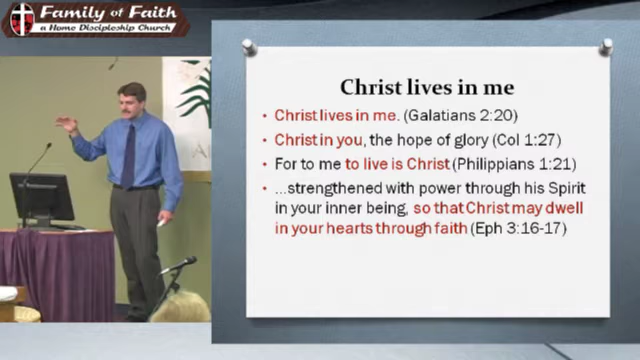 Family of Faith
a Home Discipleship Church
Christ lives in me
• Christ lives in me. (Galatians 2:20)
• Christ in you, the hope of glory (Col 1:27)
• For to me to live is Christ (Philippians 1:21)
• ...strengthened with power through his Spirit
in your inner being, so that Christ may dwell
in your hearts through faith (Eph 3:16-17)